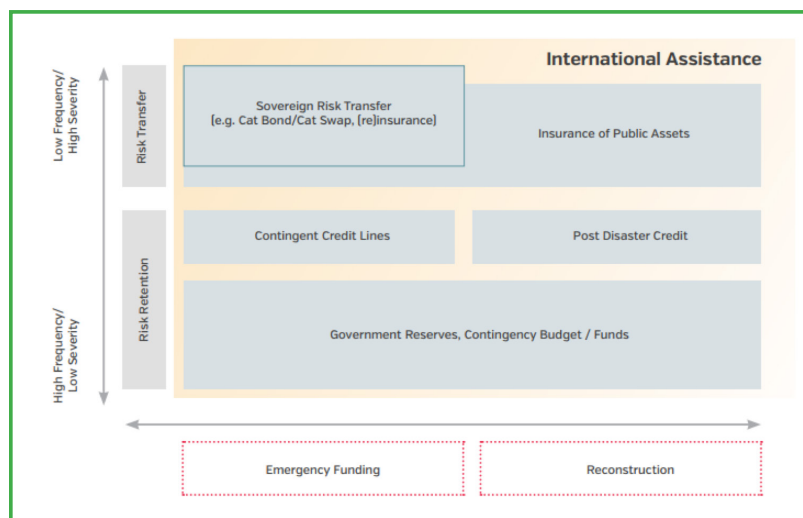 International Assistance
Low Frequency/
High Severity
Risk Transfer
Sovereign Risk Transfer
(e.g. Cat Bond/Cat Swap, (re)insurance)
Insurance of Public Assets
High Frequency/
Low Severity
Risk Retention
Contingent Credit Lines
Post Disaster Credit
Government Reserves, Contingency Budget / Funds
Emergency Funding
Reconstruction